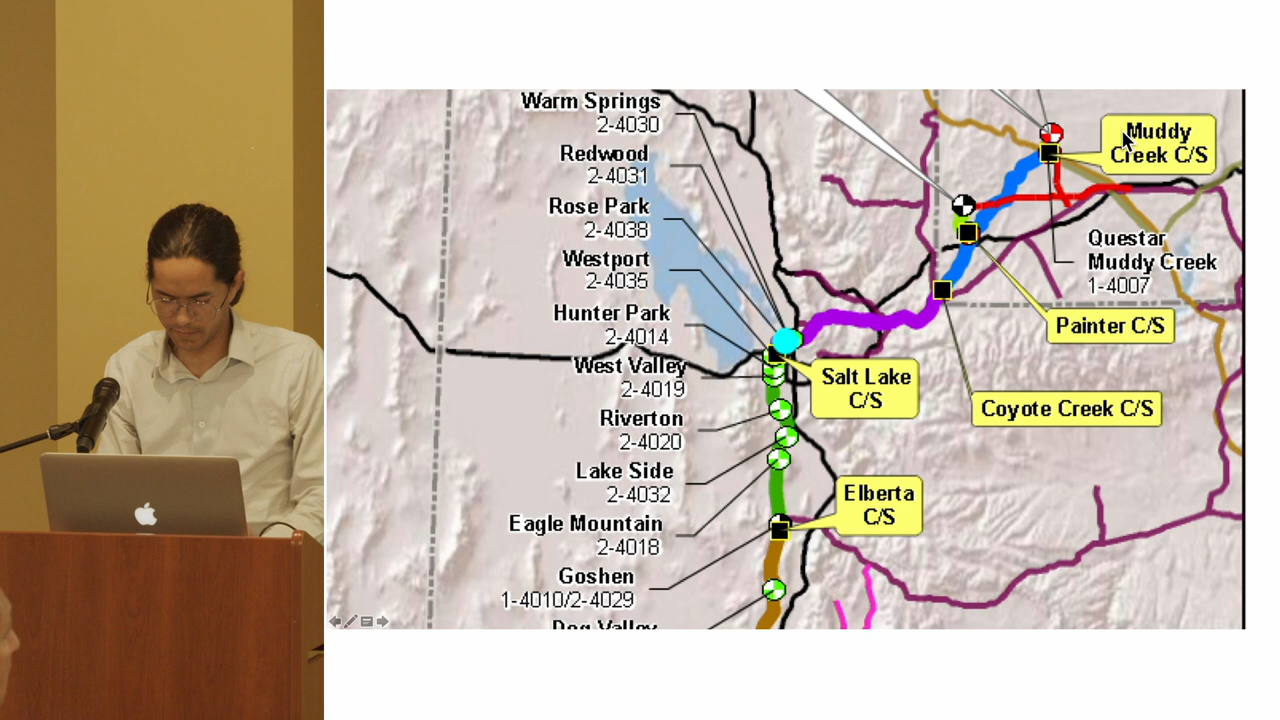 Warm Springs
2-4030
Redwood
2-4031
Rose Park
2-4038
Westport
2-4035
Hunter Park
2-4014
West Valley
2-4019
Riverton
2-4020
Lake Side
2-4032
Eagle Mountain
2-4018
Goshen
1-4010/2-4029
Dog Valley
Muddy
Creek C/S
Questar
Muddy Creek
1-4007
Painter C/S
Coyote Creek C/S
Salt Lake
C/S
Elberta
C/S